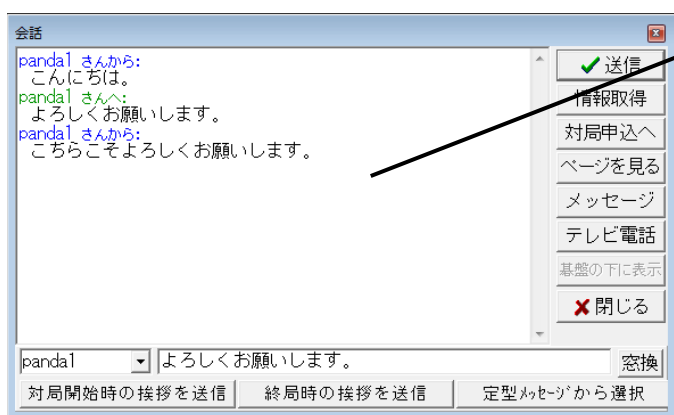 会話
panda1 さんから:
こんにちは。
panda1 さんへ:
よろしくお願いします。
panda1 さんから:
こちらこそよろしくお願いします。
送信
情報取得
対局申込へ
ページを見る
メッセージ
テレビ電話
碁盤の下に表示
閉じる
panda1 よろしくお願いします。 窓換
対局開始時の挨拶を送信 終局時の挨拶を送信 定型ﾒｯｾｰｼﾞから選択